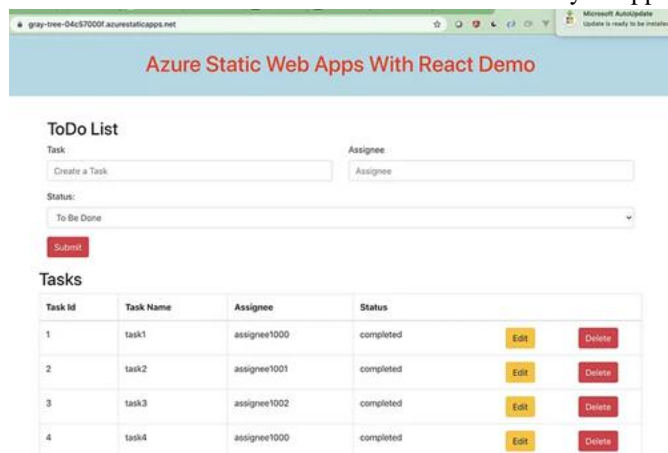 Microsoft AutoUpdate
gray-tree-04c57000f.azurestaticapps.net
Update is ready to be installed
Azure Static Web Apps With React Demo
ToDo List
Task Assignee
Create a Task Assignee
Status:
To Be Done
Submit
Tasks
Task Id Task Name Assignee Status
1 task1 assignee1000 completed Edit Delete
2 task2 assignee1001 completed Edit Delete
3 task3 assignee1002 completed Edit Delete
4 task4 assignee1000 completed Edit Delete